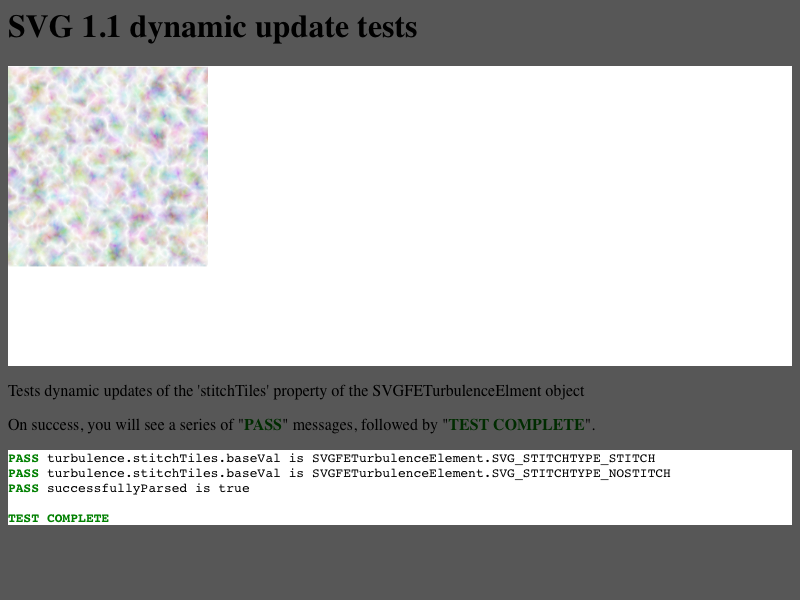 SVG 1.1 dynamic update tests
Tests dynamic updates of the 'stitchTiles' property of the SVGFETurbulenceElment object
On success, you will see a series of "PASS" messages, followed by "TEST COMPLETE".
PASS turbulence.stitchTiles.baseVal is SVGFETurbulenceElement.SVG_STITCHTYPE_STITCH
PASS turbulence.stitchTiles.baseVal is SVGFETurbulenceElement.SVG_STITCHTYPE_NOSTITCH
PASS successfullyParsed is true
TEST COMPLETE